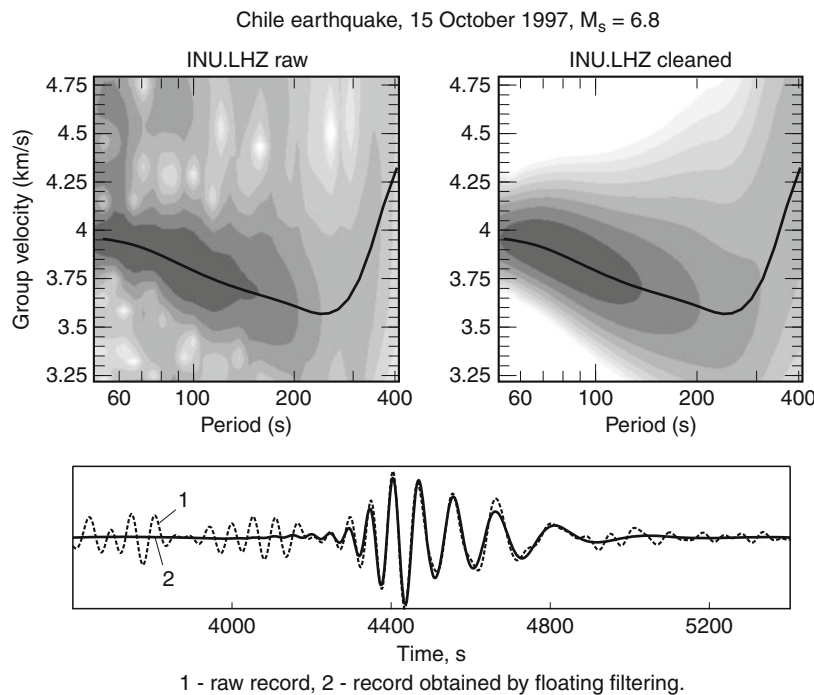 Chile earthquake, 15 October 1997, Mₛ = 6.8
INU.LHZ raw
INU.LHZ cleaned
Group velocity (km/s)
4.75
4.5
4.25
4
3.75
3.5
3.25
60 100 200 400
Period (s)
4.75
4.5
4.25
4
3.75
3.5
3.25
60 100 200 400
Period (s)
1
2
4000 4400 4800 5200
Time, s
1 - raw record, 2 - record obtained by floating filtering.